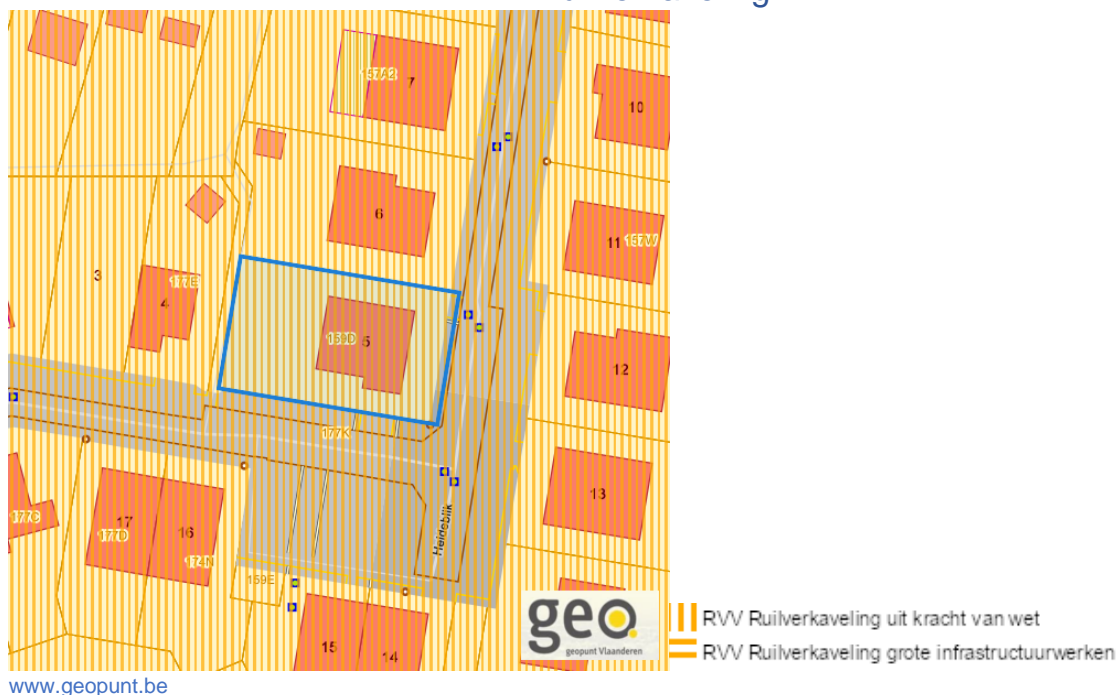 157A2
7
10
6
11 157W
3
177E
4
159D 5
12
177K
13
Heideblik
177C
17
177D
16
174N
159E
15
14
geo.
geopunt Vlaanderen
RVV Ruilverkaveling uit kracht van wet
RVV Ruilverkaveling grote infrastructuurwerken
www.geopunt.be